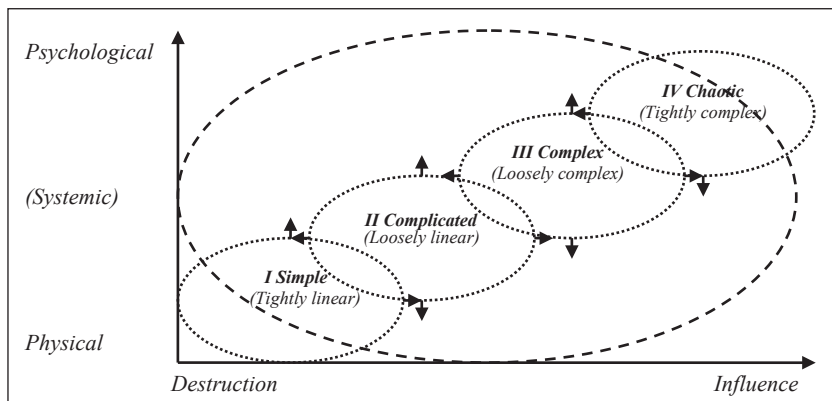 Psychological
IV Chaotic
(Tightly complex)
III Complex
(Loosely complex)
(Systemic)
II Complicated
(Loosely linear)
I Simple
(Tightly linear)
Physical
Destruction
Influence